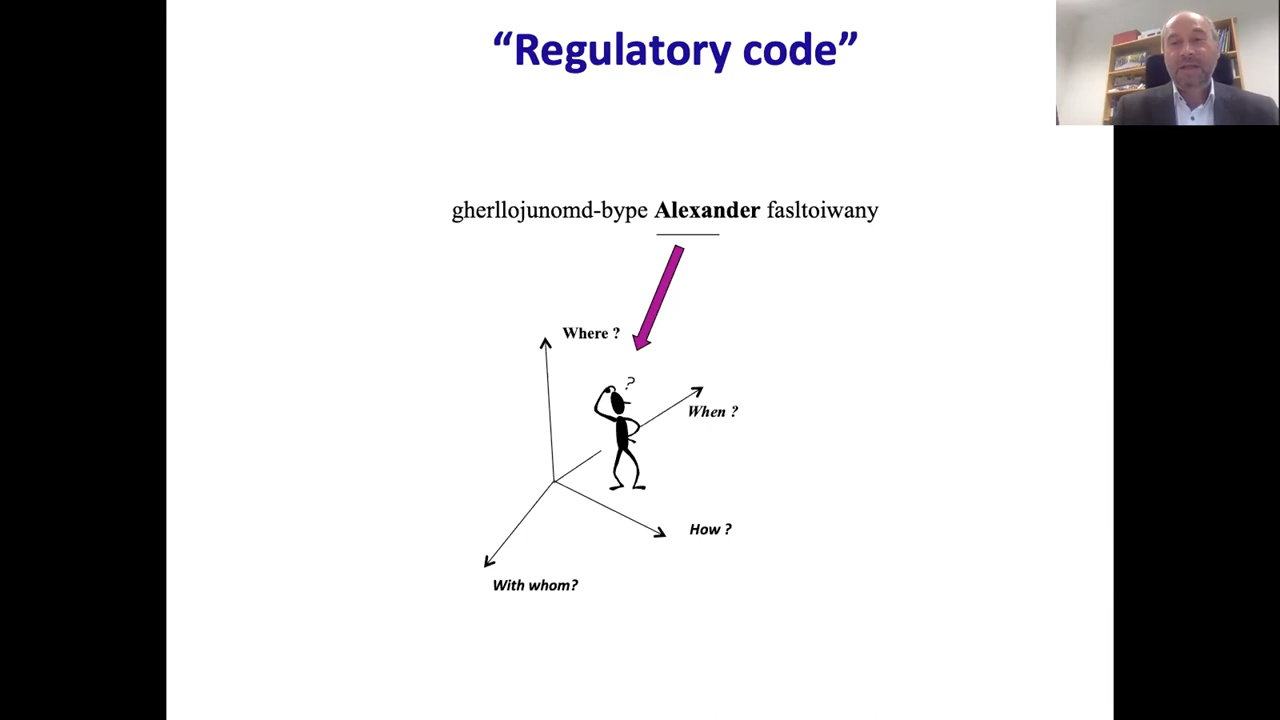 “Regulatory code”
gherllojunomd-bype Alexander fasltoiwany
Where ?
?
When ?
How ?
With whom?